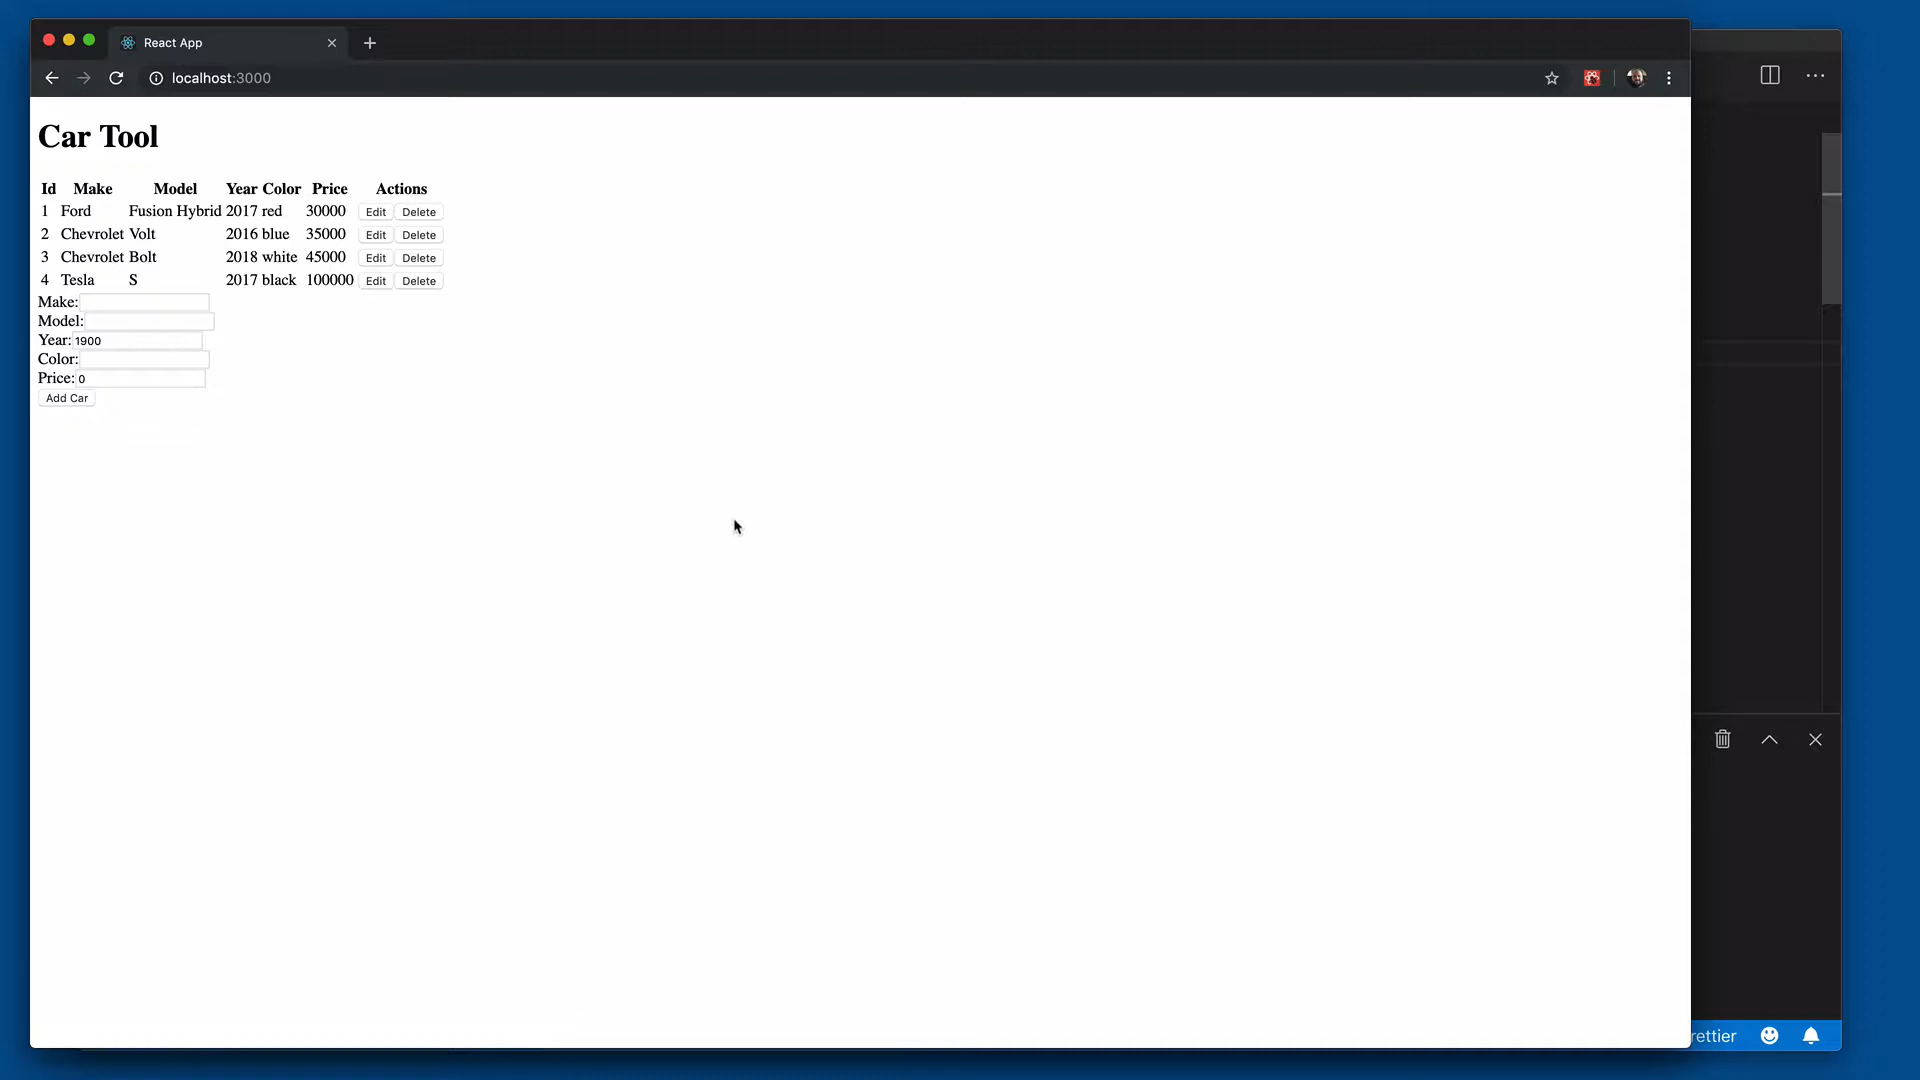 React App
localhost:3000
Car Tool
Id Make Model Year Color Price Actions
1 Ford Fusion Hybrid 2017 red 30000 Edit Delete
2 Chevrolet Volt 2016 blue 35000 Edit Delete
3 Chevrolet Bolt 2018 white 45000 Edit Delete
4 Tesla S 2017 black 100000 Edit Delete
Make:
Model:
Year: 1900
Color:
Price: 0
Add Car
rettier